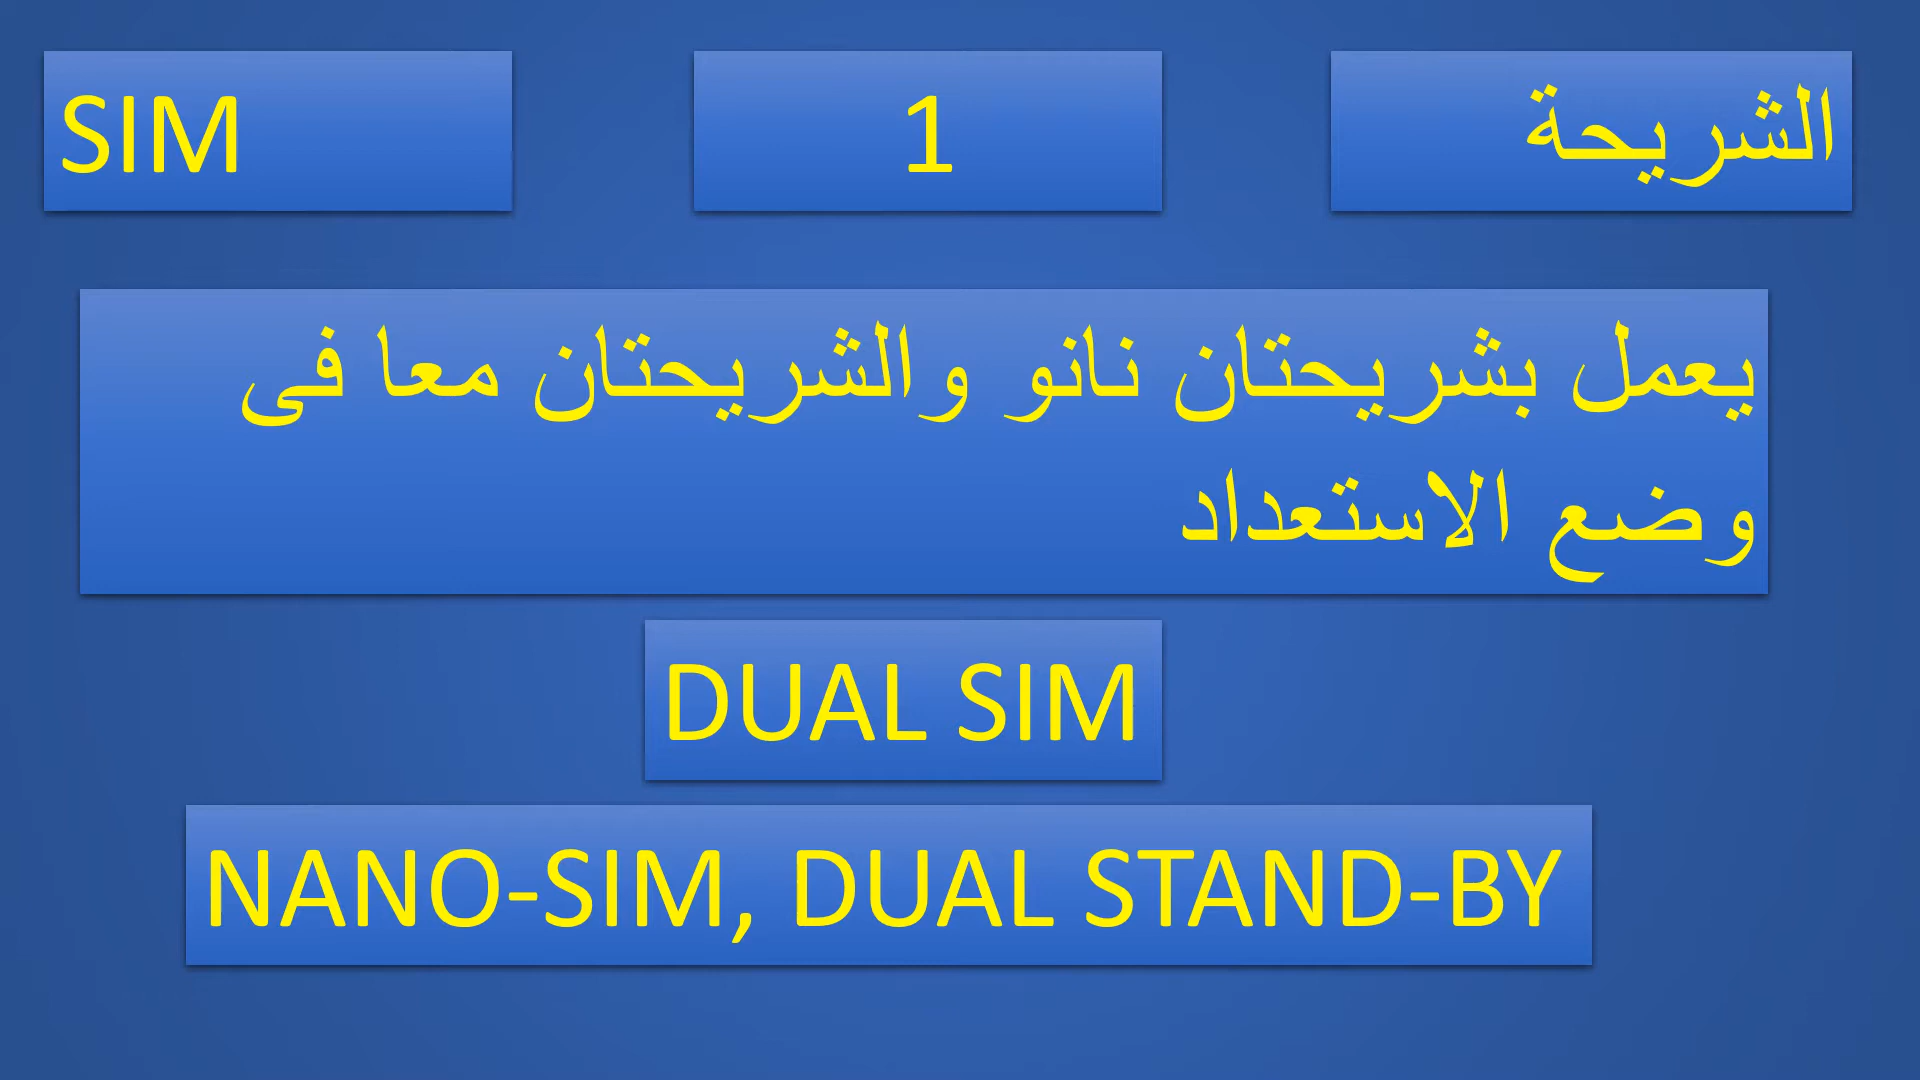 SIM
1
الشريحة
يعمل بشريحتان نانو والشريحتان معا فى
وضع الاستعداد
DUAL SIM
NANO-SIM, DUAL STAND-BY